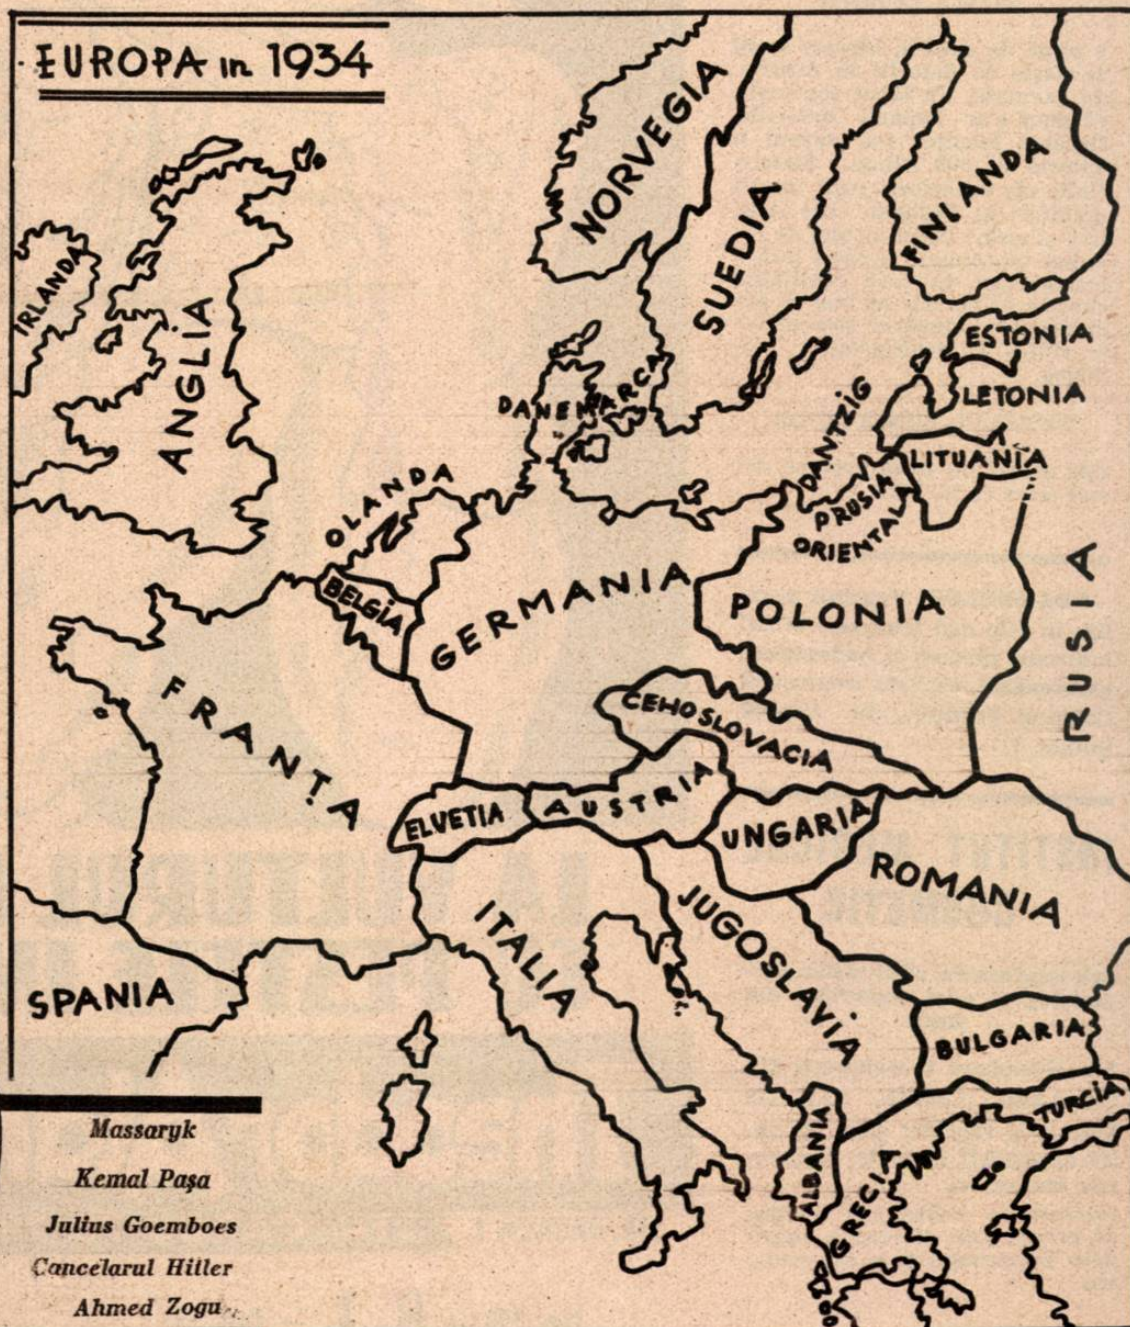 EUROPA in 1934
NORVEGIA
SUEDIA
FINLANDA
IRLANDA
ANGLIA
ESTONIA
LETONIA
LITUANIA
DANEMARCA
DANTZIG
PRUSIA
ORIENTALA
OLANDA
BELGIA
GERMANIA
POLONIA
RUSIA
FRANȚA
CEHOSLOVACIA
ELVETIA
AUSTRIA
UNGARIA
ROMANIA
ITALIA
JUGOSLAVIA
SPANIA
BULGARIA
TURCIA
ALBANIA
GRECIA
Massaryk
Kemal Pașa
Julius Goemboes
Cancelarul Hitler
Ahmed Zogu